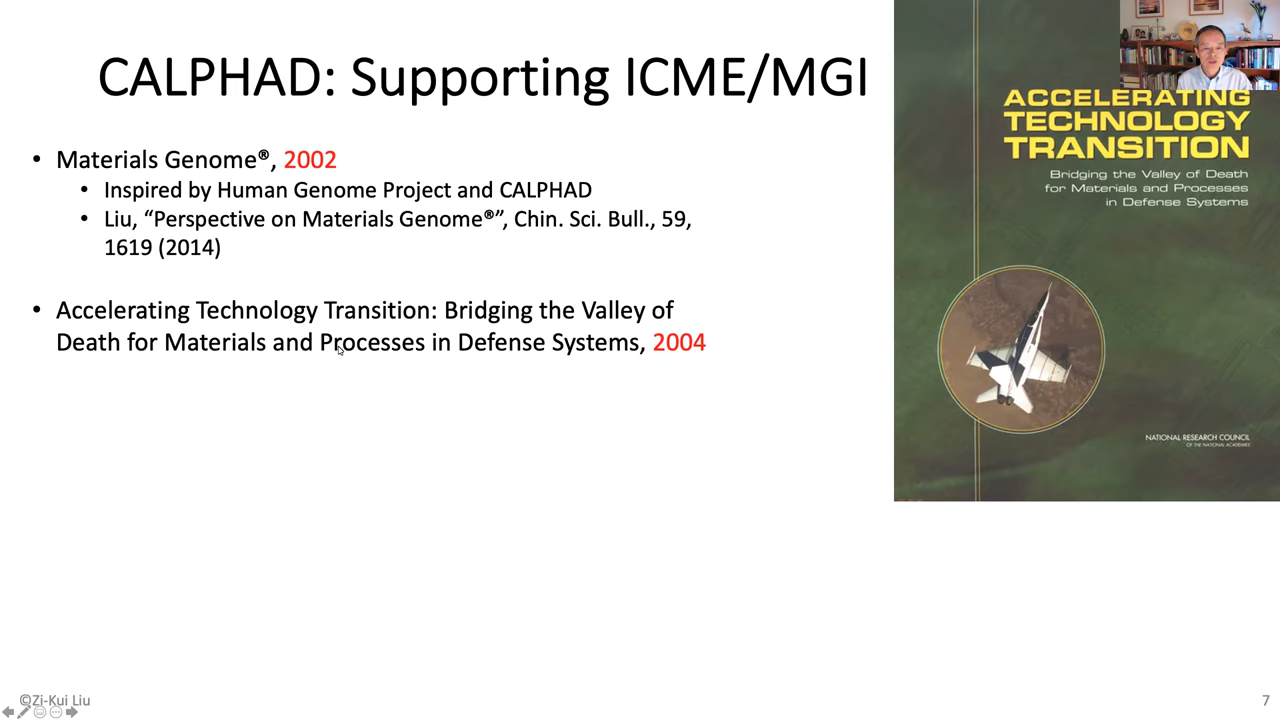 CALPHAD: Supporting ICME/MGI
• Materials Genome®, 2002
• Inspired by Human Genome Project and CALPHAD
• Liu, “Perspective on Materials Genome®”, Chin. Sci. Bull., 59,
1619 (2014)
• Accelerating Technology Transition: Bridging the Valley of
Death for Materials and Processes in Defense Systems, 2004
ACCELERATING
TECHNOLOGY
TRANSITION
Bridging the Valley of Death
for Materials and Processes
in Defense Systems
NATIONAL RESEARCH COUNCIL
OF THE NATIONAL ACADEMIES
©Zi-Kui Liu
7